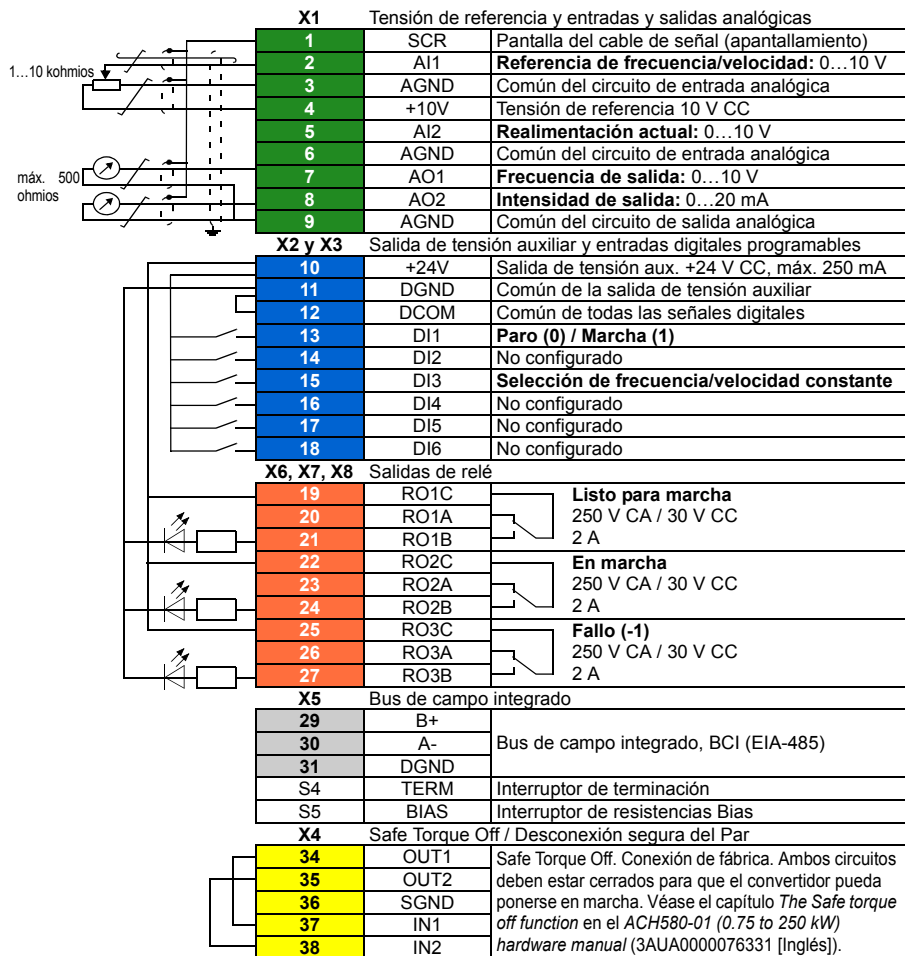 X1 Tensión de referencia y entradas y salidas analógicas
1 SCR Pantalla del cable de señal (apantallamiento)
2 AI1 Referencia de frecuencia/velocidad: 0…10 V
1…10 kohmios
3 AGND Común del circuito de entrada analógica
4 +10V Tensión de referencia 10 V CC
5 AI2 Realimentación actual: 0…10 V
6 AGND Común del circuito de entrada analógica
7 AO1 Frecuencia de salida: 0…10 V
máx. 500
ohmios
8 AO2 Intensidad de salida: 0…20 mA
9 AGND Común del circuito de salida analógica
X2 y X3 Salida de tensión auxiliar y entradas digitales programables
10 +24V Salida de tensión aux. +24 V CC, máx. 250 mA
11 DGND Común de la salida de tensión auxiliar
12 DCOM Común de todas las señales digitales
13 DI1 Paro (0) / Marcha (1)
14 DI2 No configurado
15 DI3 Selección de frecuencia/velocidad constante
16 DI4 No configurado
17 DI5 No configurado
18 DI6 No configurado
X6, X7, X8 Salidas de relé
19 RO1C Listo para marcha
20 RO1A 250 V CA / 30 V CC
21 RO1B 2 A
22 RO2C En marcha
23 RO2A 250 V CA / 30 V CC
24 RO2B 2 A
25 RO3C Fallo (-1)
26 RO3A 250 V CA / 30 V CC
27 RO3B 2 A
X5 Bus de campo integrado
29 B+
30 A- Bus de campo integrado, BCI (EIA-485)
31 DGND
S4 TERM Interruptor de terminación
S5 BIAS Interruptor de resistencias Bias
X4 Safe Torque Off / Desconexión segura del Par
34 OUT1 Safe Torque Off. Conexión de fábrica. Ambos circuitos
35 OUT2 deben estar cerrados para que el convertidor pueda
36 SGND ponerse en marcha. Véase el capítulo The Safe torque
37 IN1 off function en el ACH580-01 (0.75 to 250 kW)
38 IN2 hardware manual (3AUA0000076331 [Inglés]).